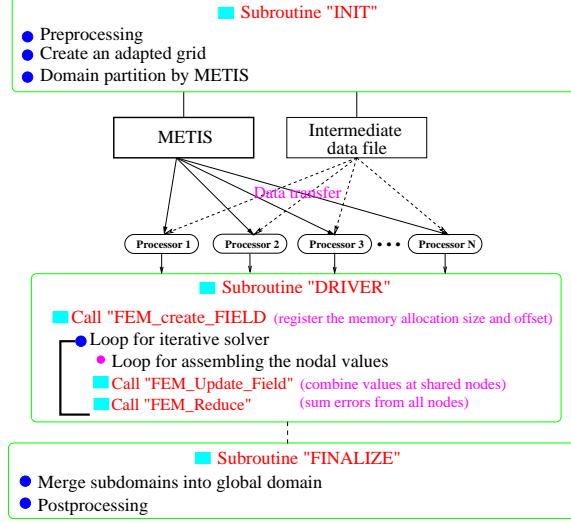 Subroutine "INIT"
Preprocessing
Create an adapted grid
Domain partition by METIS
METIS
Intermediate
data file
Data transfer
Processor 1 Processor 2 Processor 3 Processor N
Subroutine "DRIVER"
Call "FEM_create_FIELD (register the memory allocation size and offset)
Loop for iterative solver
Loop for assembling the nodal values
Call "FEM_Update_Field" (combine values at shared nodes)
Call "FEM_Reduce" (sum errors from all nodes)
Subroutine "FINALIZE"
Merge subdomains into global domain
Postprocessing